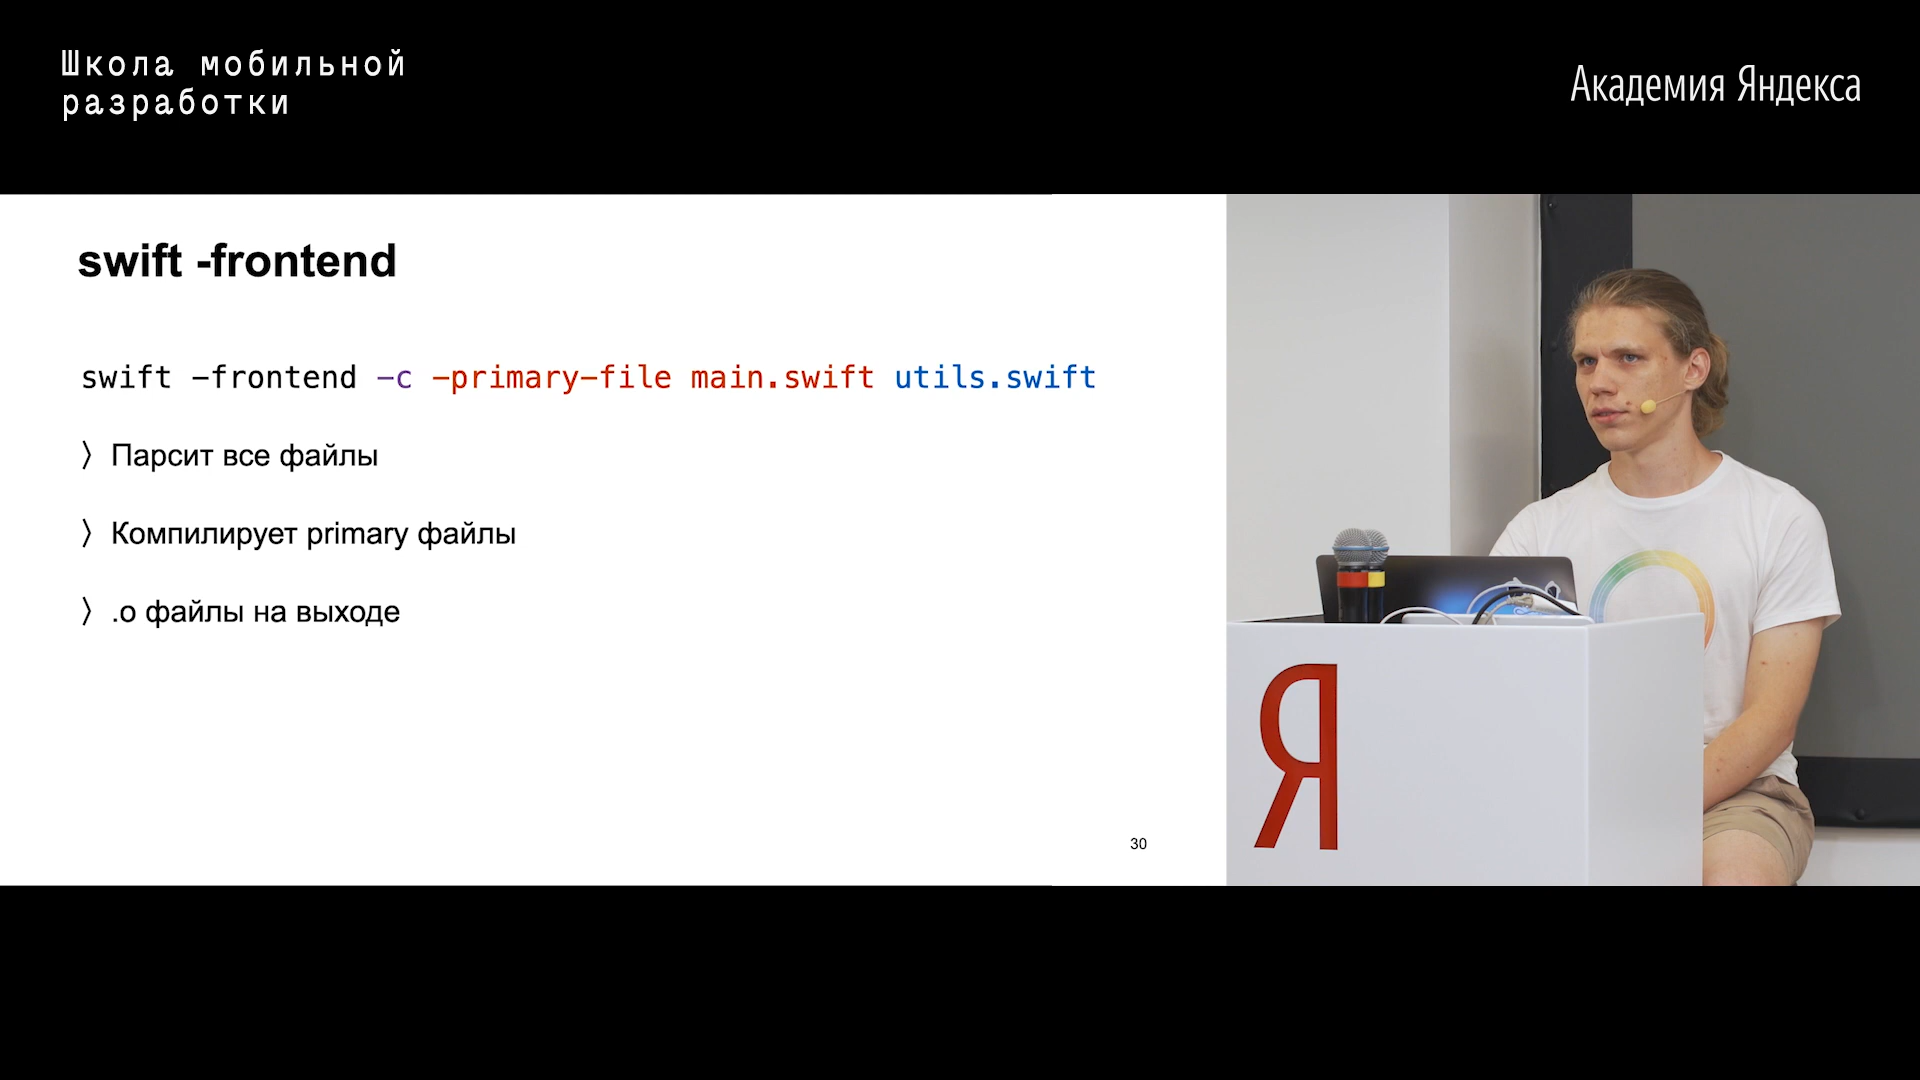 Школа мобильной
разработки
Академия Яндекса
swift -frontend
swift -frontend -c -primary-file main.swift utils.swift
〉Парсит все файлы
〉Компилирует primary файлы
〉.o файлы на выходе
30
Я